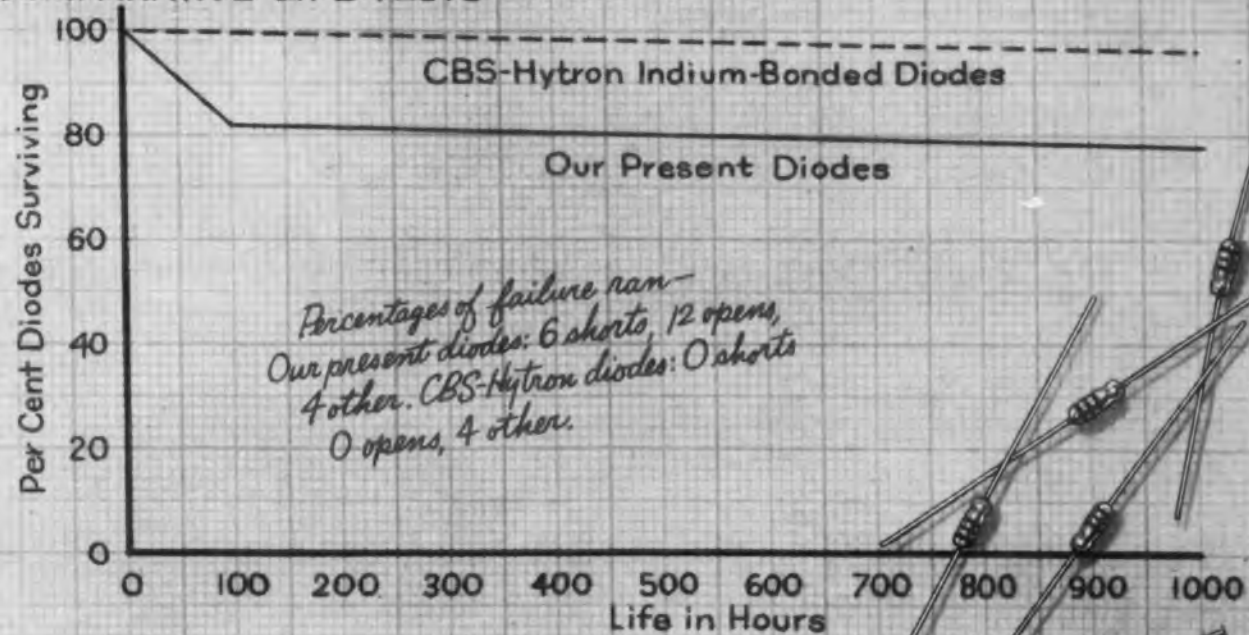 LIFE TESTS
100
CBS-Hytron Indium-Bonded Diodes
80
Our Present Diodes
60
Per Cent Diodes Surviving
Percentages of failure ran—
Our present diodes: 6 shorts, 12 opens,
4 other. CBS-Hytron diodes: 0 shorts
0 opens, 4 other.
40
20
0
0 100 200 300 400 500 600 700 800 900 1000
Life in Hours